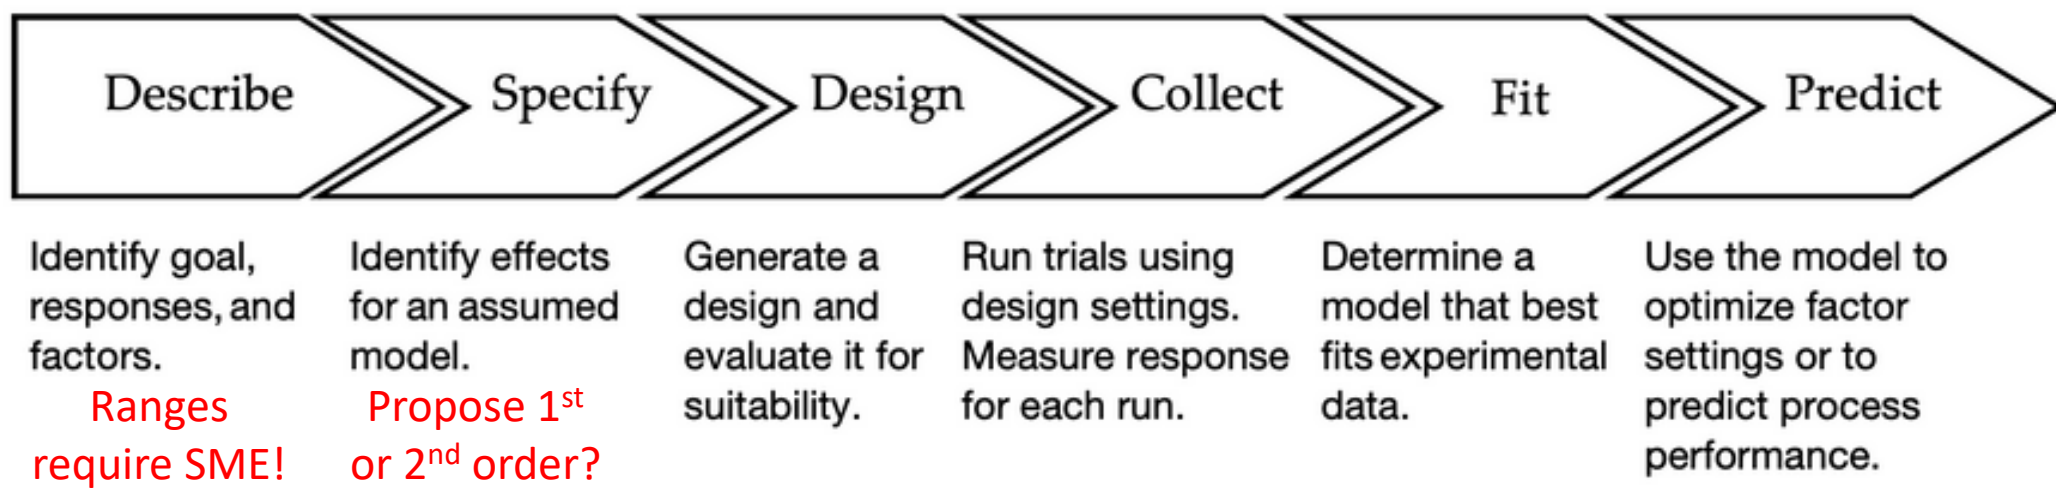 Describe
Specify
Design
Collect
Fit
Predict
Identify goal,
responses, and
factors.
Ranges
require SME!
Identify effects
for an assumed
model.
Propose 1st
or 2nd order?
Generate a
design and
evaluate it for
suitability.
Run trials using
design settings.
Measure response
for each run.
Determine a
model that best
fits experimental
data.
Use the model to
optimize factor
settings or to
predict process
performance.